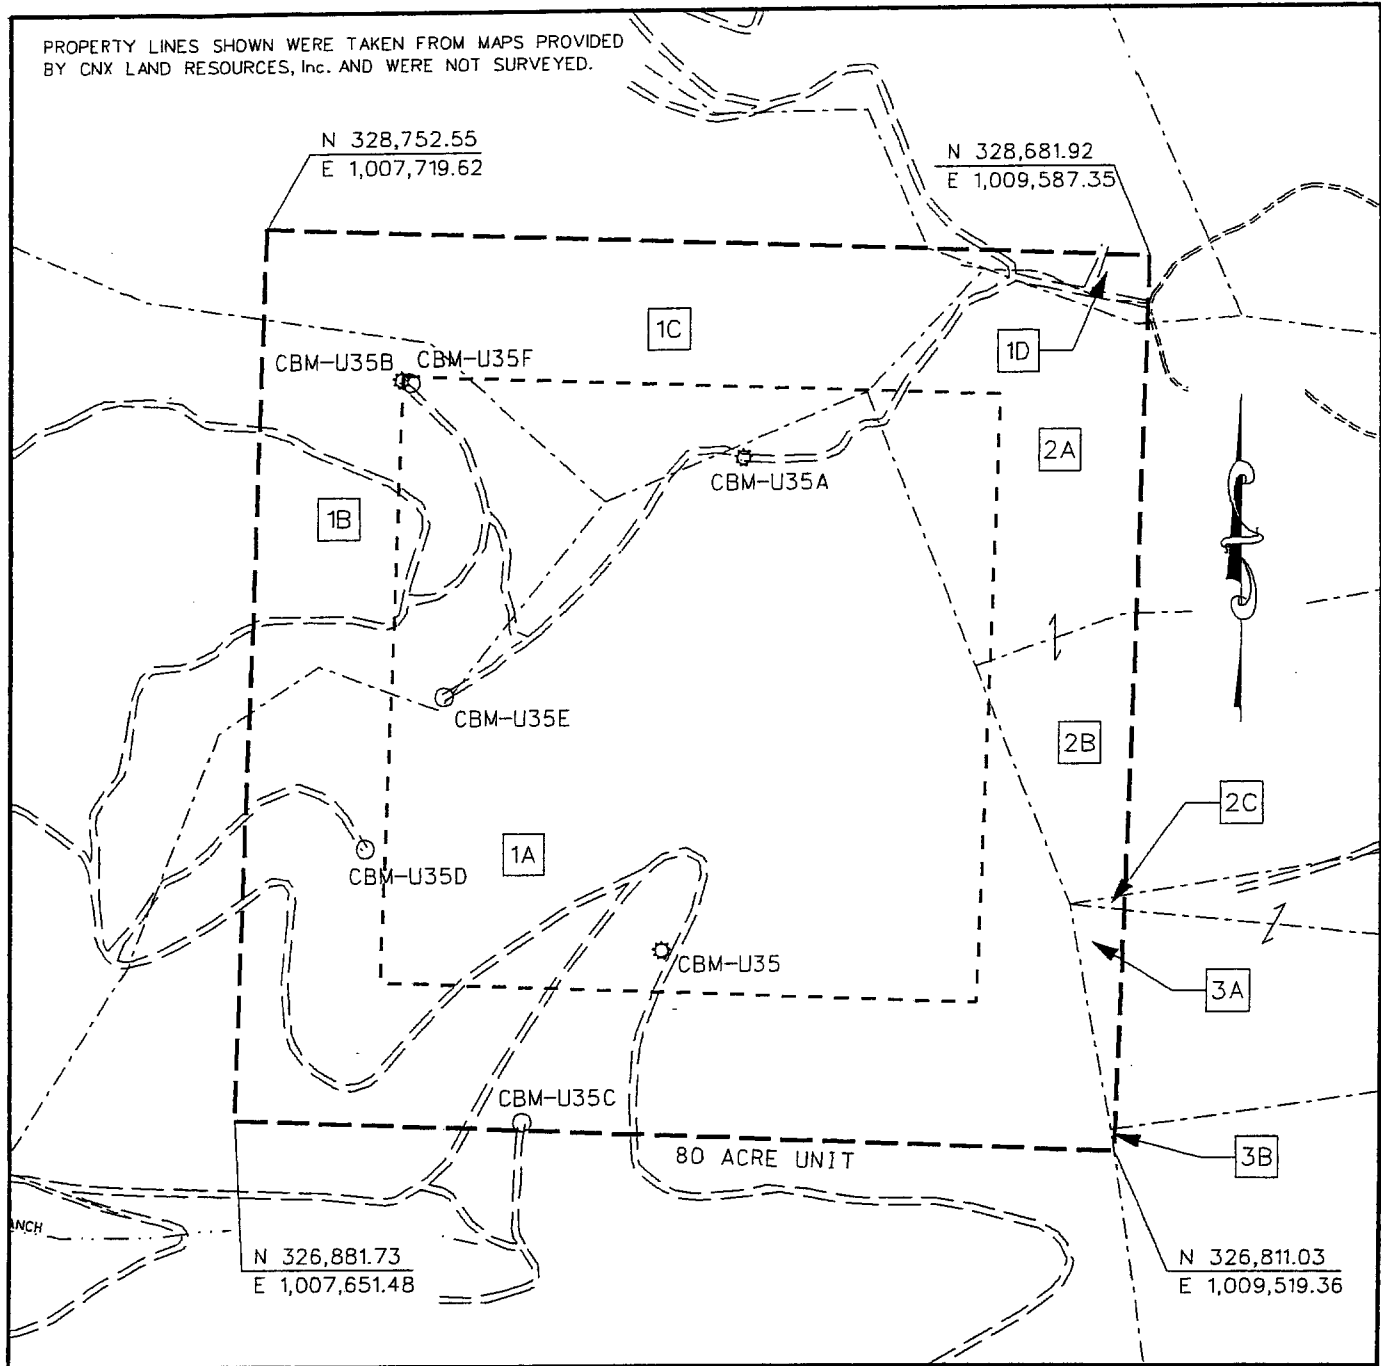 PROPERTY LINES SHOWN WERE TAKEN FROM MAPS PROVIDED
BY CNX LAND RESOURCES, Inc. AND WERE NOT SURVEYED.
N 328,752.55
E 1,007,719.62
N 328,681.92
E 1,009,587.35
1C
1D
CBM-U35B
CBM-U35F
2A
CBM-U35A
1B
CBM-U35E
2B
2C
1A
CBM-U35D
CBM-U35
3A
CBM-U35C
80 ACRE UNIT
3B
ANCH
N 326,881.73
E 1,007,651.48
N 326,811.03
E 1,009,519.36